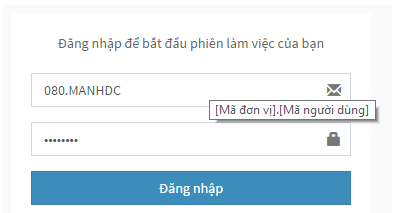 Đăng nhập để bắt đầu phiên làm việc của bạn
080.MANHDC
[Mã đơn vị].[Mã người dùng]
••••••••
Đăng nhập